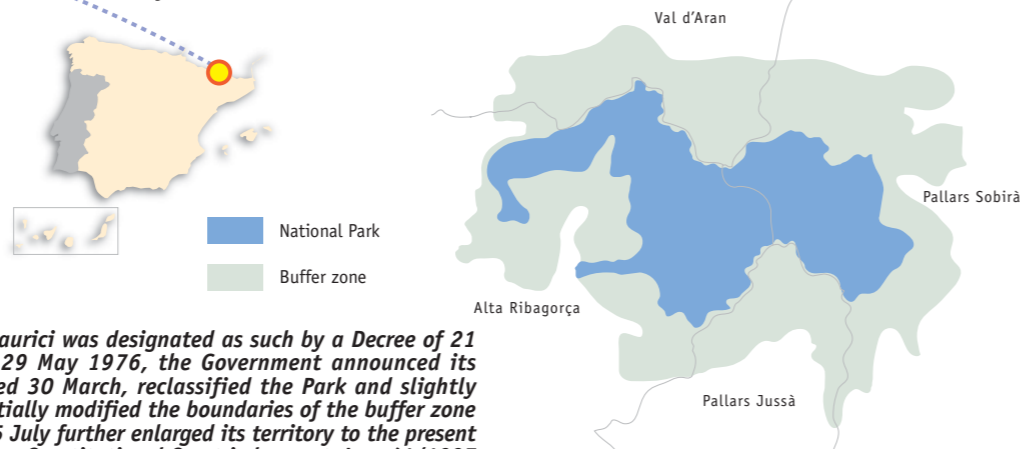 Val d'Aran
Pallars Sobirà
National Park
Buffer zone
Alta Ribagorça
Pallars Jussà
aurici was designated as such by a Decree of 21
29 May 1976, the Government announced its
ed 30 March, reclassified the Park and slightly
tially modified the boundaries of the buffer zone
July further enlarged its territory to the present